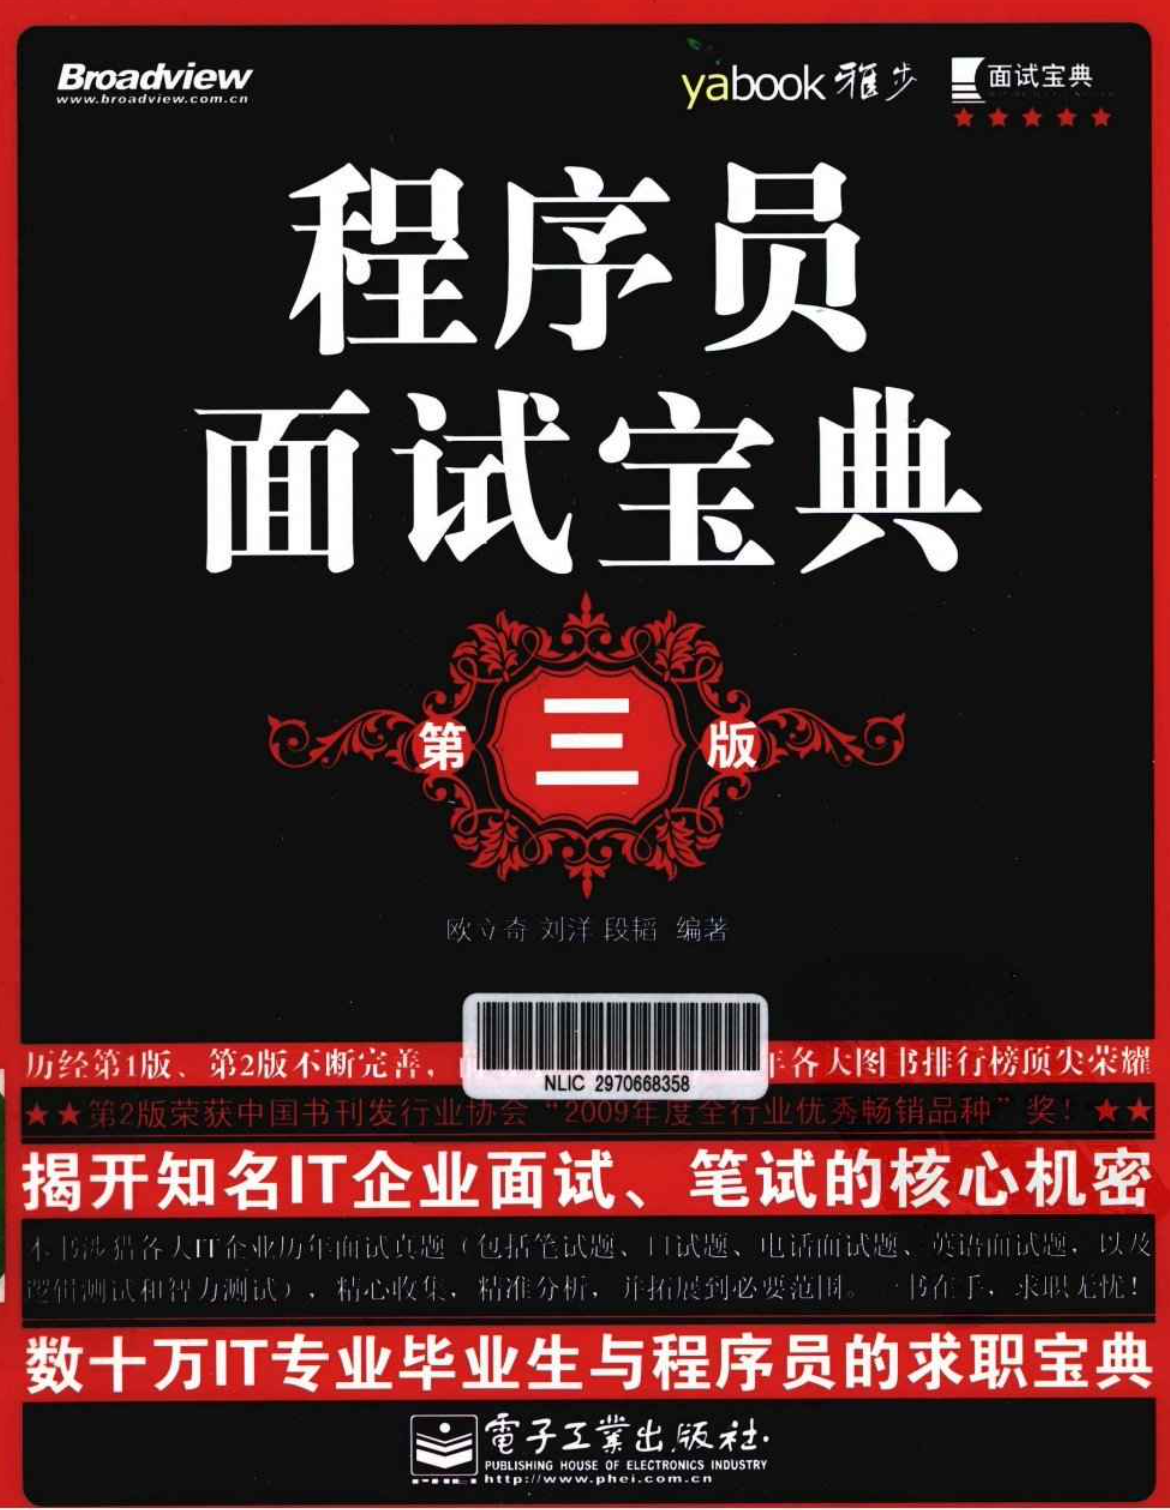 Broadview
www.broadview.com.cn
yabook 雅步
面试宝典
程序员
面试宝典
第三版
欧立奇 刘洋 段韬 编著
历经第1版、第2版不断完善，
各大图书排行榜顶尖荣耀
NLIC 2970668358
★★第2版荣获中国书刊发行业协会“2009年度全行业优秀畅销品种”奖！★★
揭开知名IT企业面试、笔试的核心机密
本书涉猎各大IT企业历年面试真题（包括笔试题、口试题、电话面试题、英语面试题，以及
逻辑测试和智力测试），精心收集，精准分析，并拓展到必要范围。一书在手，求职无忧！
数十万IT专业毕业生与程序员的求职宝典
電子工業出版社·
PUBLISHING HOUSE OF ELECTRONICS INDUSTRY
http://www.phei.com.cn